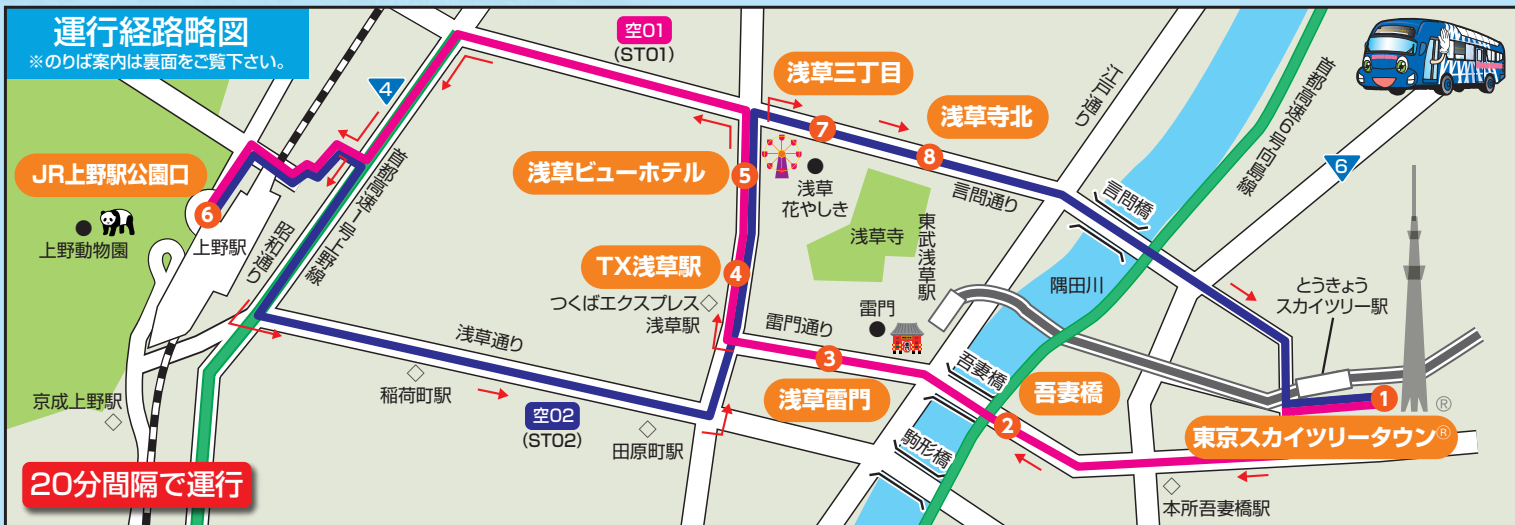 運行経路略図
※のりば案内は裏面をご覧下さい。
空01
(ST01)
4
浅草三丁目
7
浅草寺北
8
江戸通り
首都高速6号向島線
6
JR上野駅公園口
6
上野動物園
上野駅
昭和通り
首都高速1号上野線
浅草ビューホテル
5
浅草
花やしき
浅草寺
東武浅草駅
言問通り
言問橋
隅田川
とうきょう
スカイツリー駅
TX浅草駅
4
つくばエクスプレス
浅草駅
雷門通り
雷門
3
浅草雷門
吾妻橋
吾妻橋
2
駒形橋
1
®
東京スカイツリータウン®
本所吾妻橋駅
浅草通り
稲荷町駅
京成上野駅
空02
(ST02)
田原町駅
20分間隔で運行